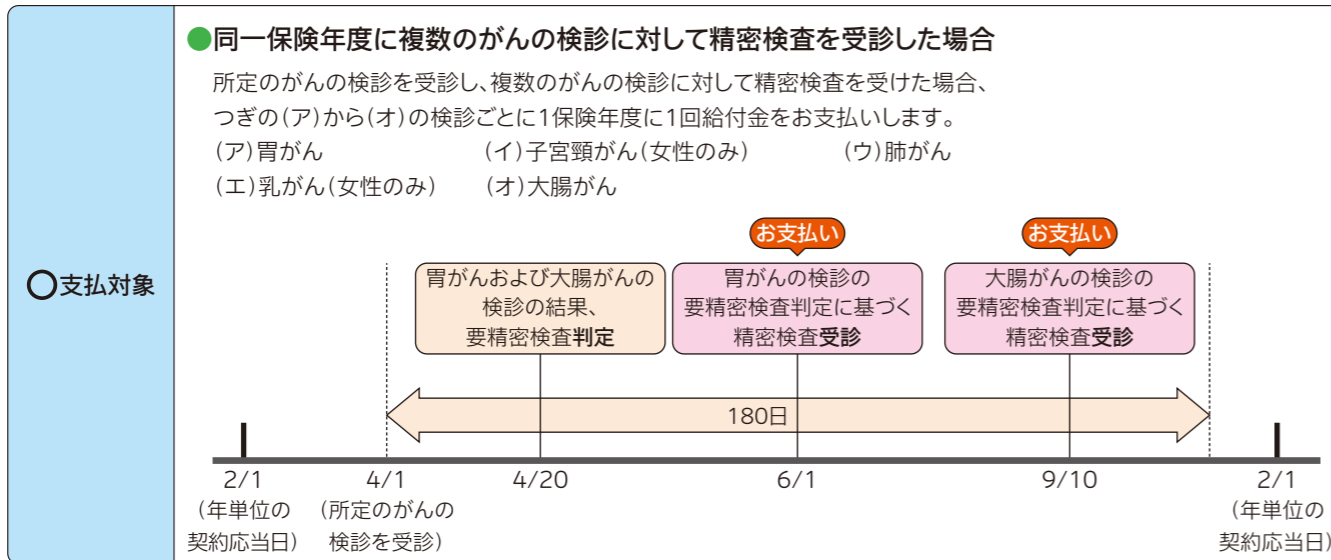 ●同一保険年度に複数のがんの検診に対して精密検査を受診した場合
所定のがんの検診を受診し、複数のがんの検診に対して精密検査を受けた場合、
つぎの(ア)から(オ)の検診ごとに1保険年度に1回給付金をお支払いします。
(ア)胃がん (イ)子宮頸がん(女性のみ) (ウ)肺がん
(エ)乳がん(女性のみ) (オ)大腸がん
○支払対象
お支払い
お支払い
胃がんおよび大腸がんの
検診の結果、
要精密検査判定
胃がんの検診の
要精密検査判定に基づく
精密検査受診
大腸がんの検診の
要精密検査判定に基づく
精密検査受診
180日
2/1
(年単位の
契約応当日)
4/1
(所定のがんの
検診を受診)
4/20
6/1
9/10
2/1
(年単位の
契約応当日)